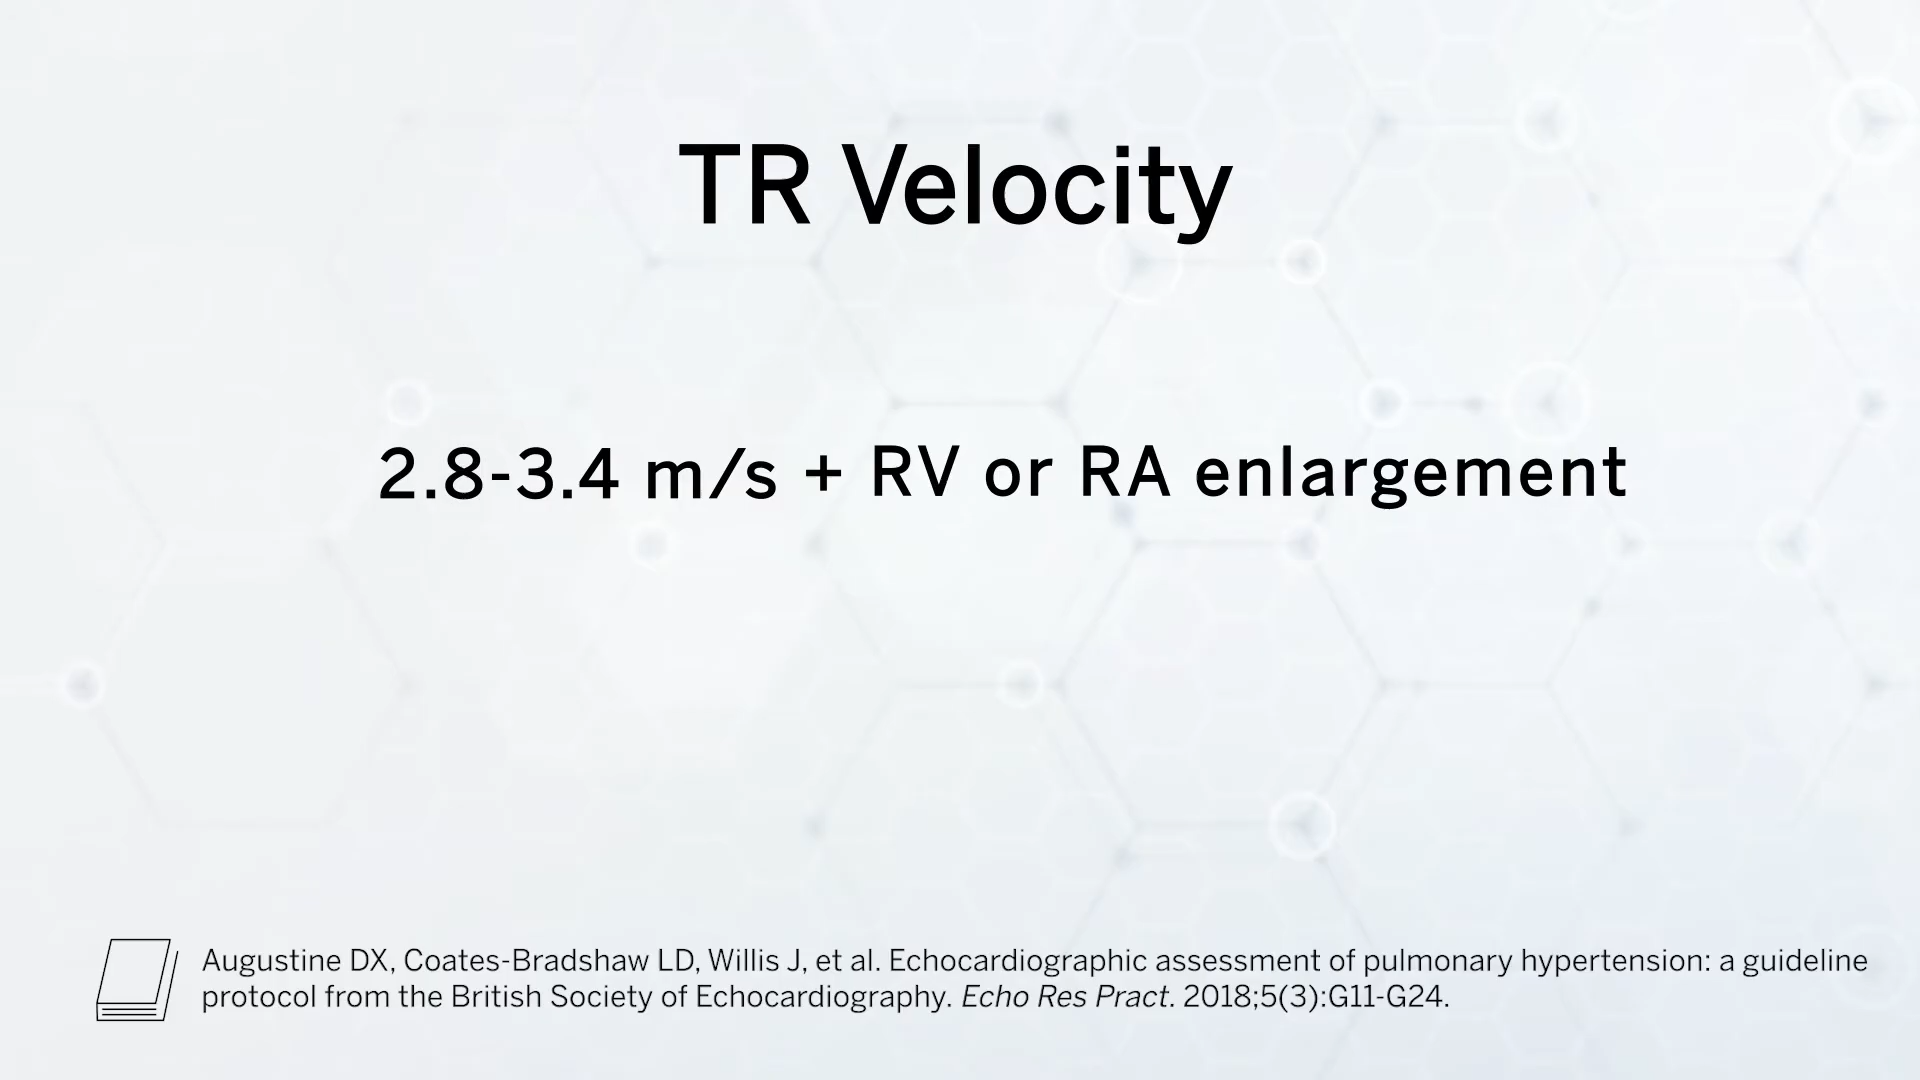 TR Velocity
2.8-3.4 m/s + RV or RA enlargement
Augustine DX, Coates-Bradshaw LD, Willis J, et al. Echocardiographic assessment of pulmonary hypertension: a guideline
protocol from the British Society of Echocardiography. Echo Res Pract. 2018;5(3):G11-G24.